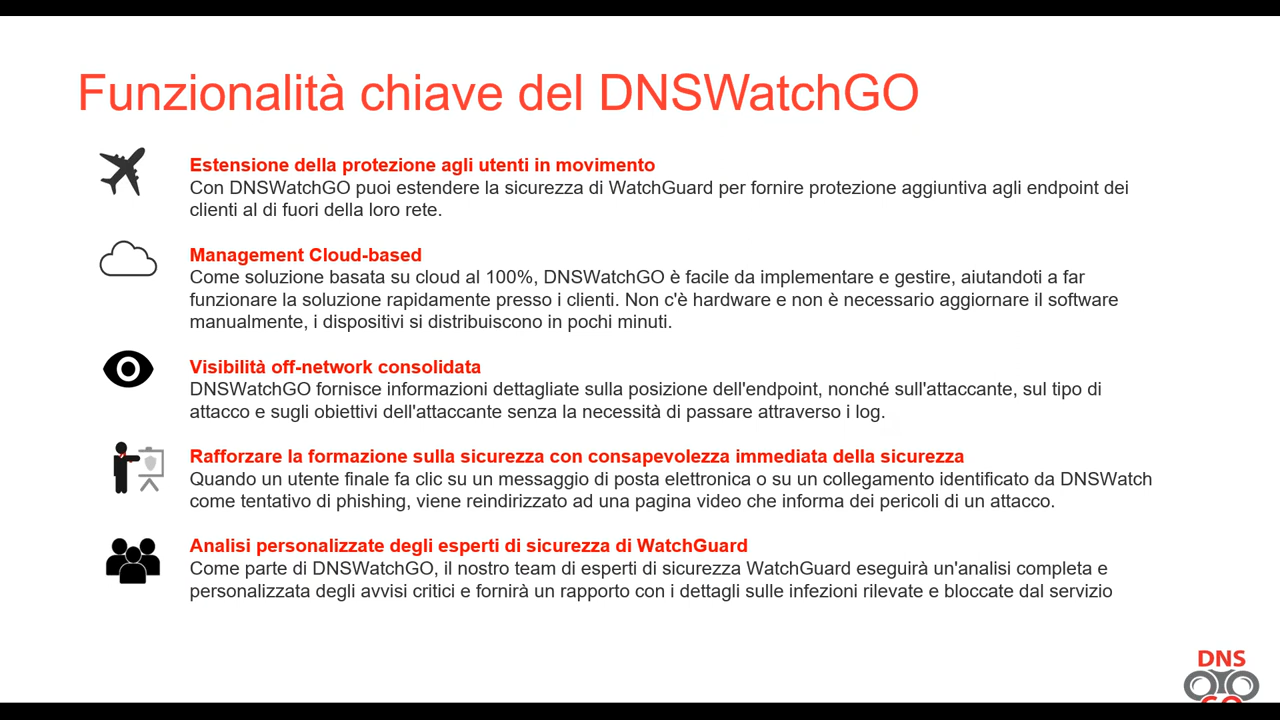 Funzionalità chiave del DNSWatchGO
Estensione della protezione agli utenti in movimento
Con DNSWatchGO puoi estendere la sicurezza di WatchGuard per fornire protezione aggiuntiva agli endpoint dei
clienti al di fuori della loro rete.
Management Cloud-based
Come soluzione basata su cloud al 100%, DNSWatchGO è facile da implementare e gestire, aiutandoti a far
funzionare la soluzione rapidamente presso i clienti. Non c'è hardware e non è necessario aggiornare il software
manualmente, i dispositivi si distribuiscono in pochi minuti.
Visibilità off-network consolidata
DNSWatchGO fornisce informazioni dettagliate sulla posizione dell'endpoint, nonché sull'attaccante, sul tipo di
attacco e sugli obiettivi dell'attaccante senza la necessità di passare attraverso i log.
Rafforzare la formazione sulla sicurezza con consapevolezza immediata della sicurezza
Quando un utente finale fa clic su un messaggio di posta elettronica o su un collegamento identificato da DNSWatch
come tentativo di phishing, viene reindirizzato ad una pagina video che informa dei pericoli di un attacco.
Analisi personalizzate degli esperti di sicurezza di WatchGuard
Come parte di DNSWatchGO, il nostro team di esperti di sicurezza WatchGuard eseguirà un'analisi completa e
personalizzata degli avvisi critici e fornirà un rapporto con i dettagli sulle infezioni rilevate e bloccate dal servizio
DNS
GO